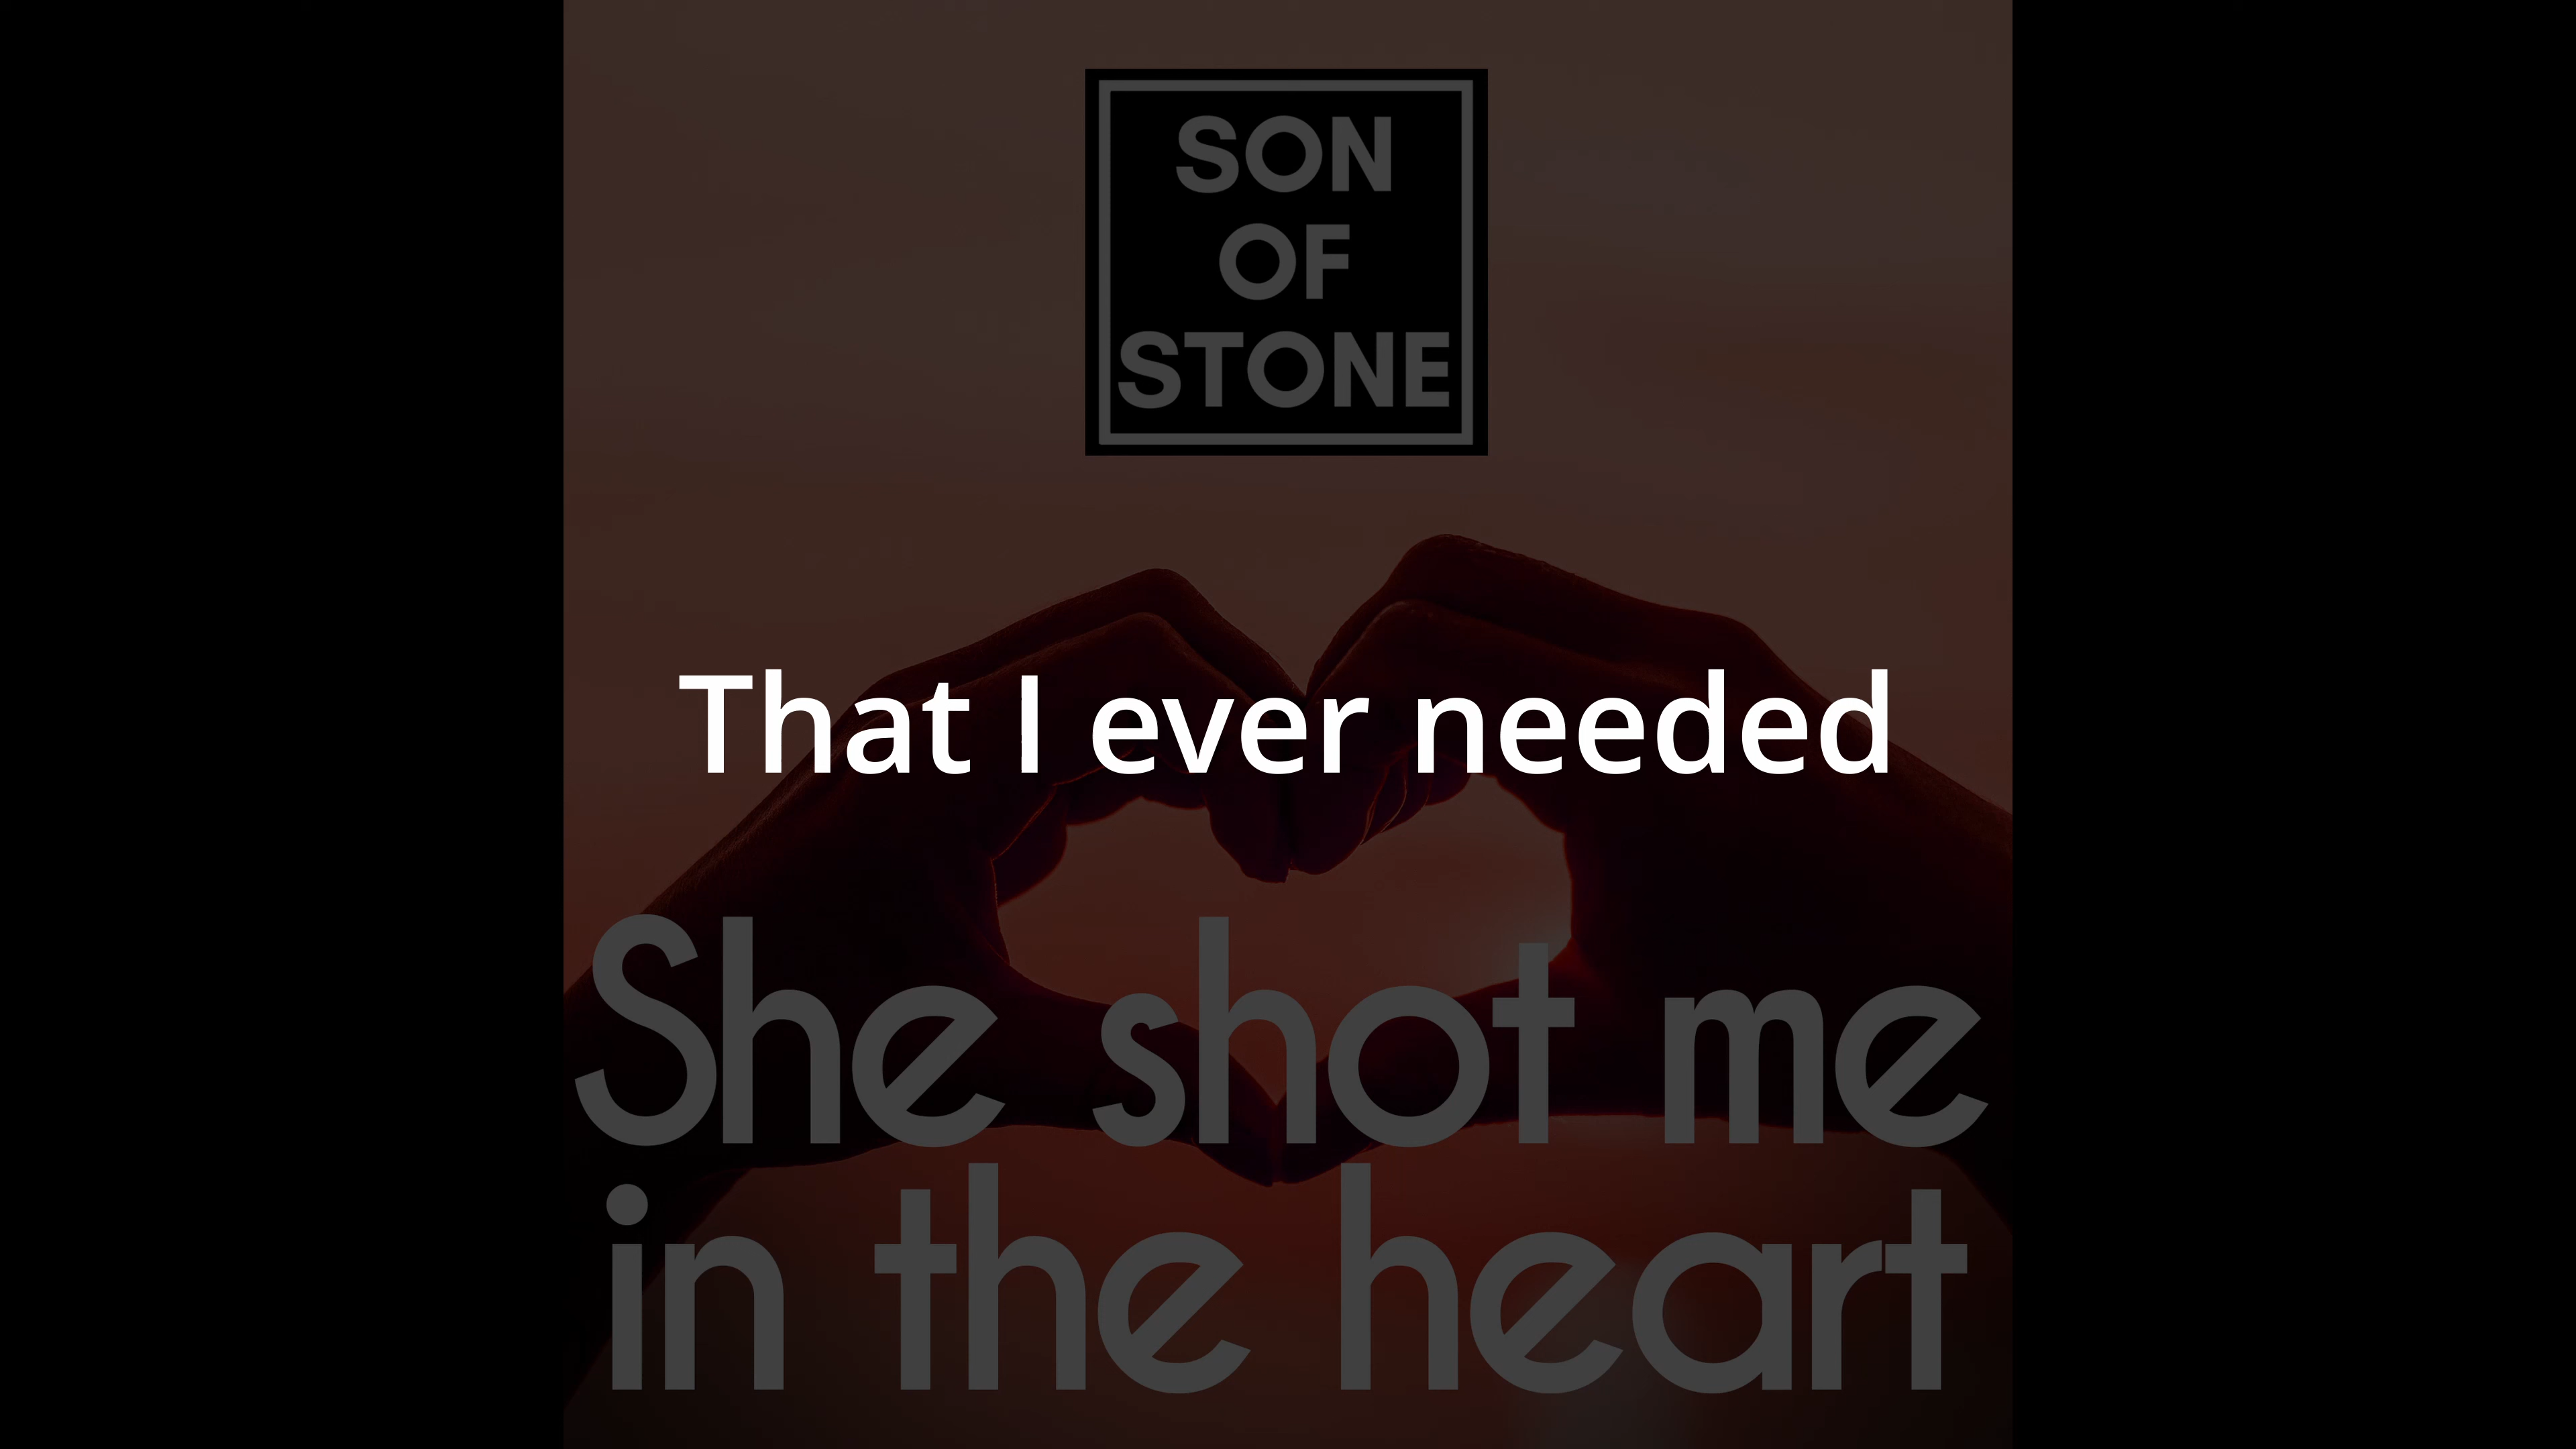 SON
OF
STONE
That I ever needed
She shot me
in the heart